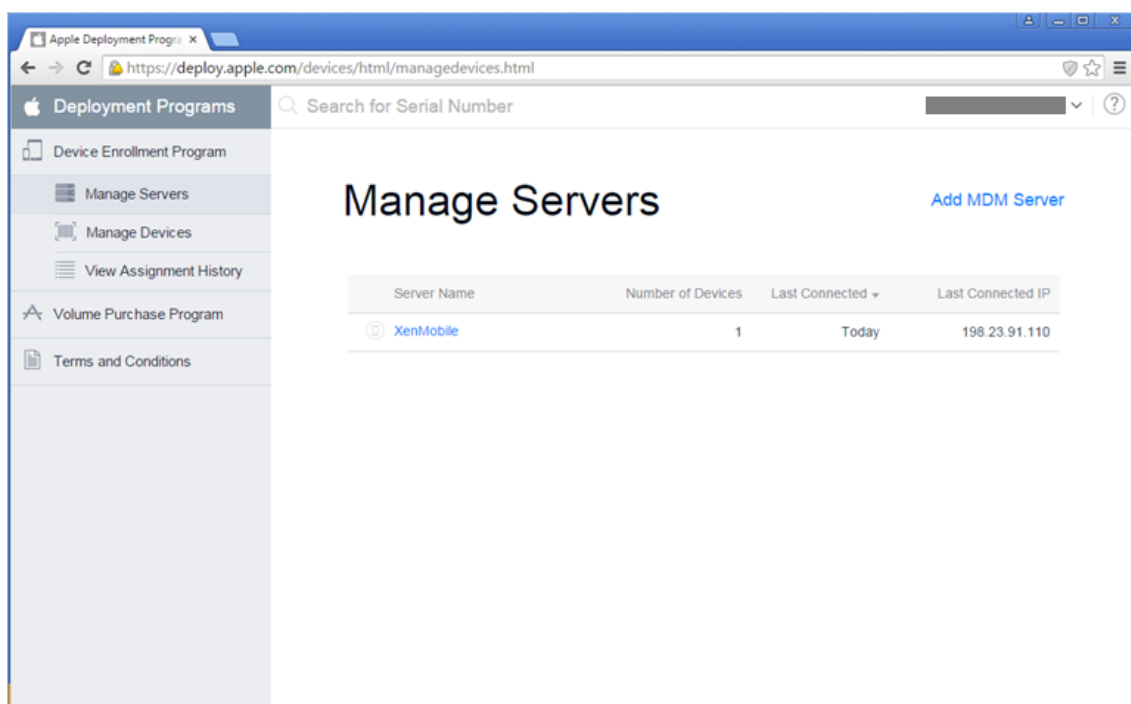 Apple Deployment Progra
https://deploy.apple.com/devices/html/managedevices.html
Deployment Programs
Search for Serial Number
Device Enrollment Program
Manage Servers
Manage Devices
View Assignment History
Volume Purchase Program
Terms and Conditions
Manage Servers
Add MDM Server
Server Name Number of Devices Last Connected Last Connected IP
XenMobile 1 Today 198.23.91.110